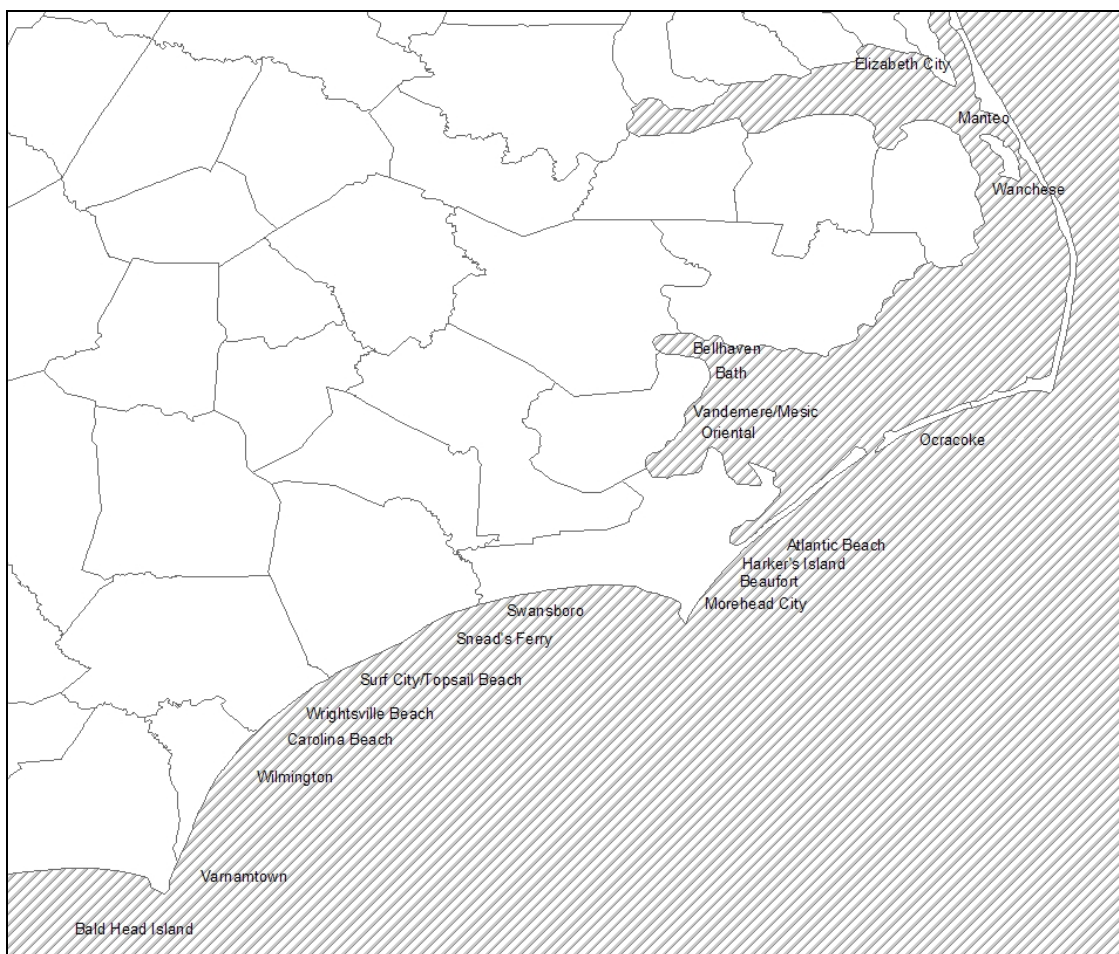 Elizabeth City
Manteo
Wanchese
Bellhaven
Bath
Vandemere/Mesic
Oriental
Ocracoke
Atlantic Beach
Harker's Island
Beaufort
Morehead City
Swansboro
Snead's Ferry
Surf City/Topsail Beach
Wrightsville Beach
Carolina Beach
Wilmington
Varnamtown
Bald Head Island